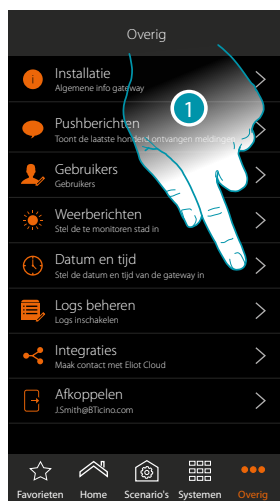 Overig
Installatie
Algemene info gateway
1
Pushberichten
Toont de laatste honderd ontvangen meldingen
Gebruikers
Gebruikers
Weerberichten
Stel de te monitoren stad in
Datum en tijd
Stel de datum en tijd van de gateway in
Logs beheren
Logs inschakelen
Integraties
Maak contact met Eliot Cloud
Afkoppelen
J.Smith@BTicino.com
Favorieten Home Scenario's Systemen Overig